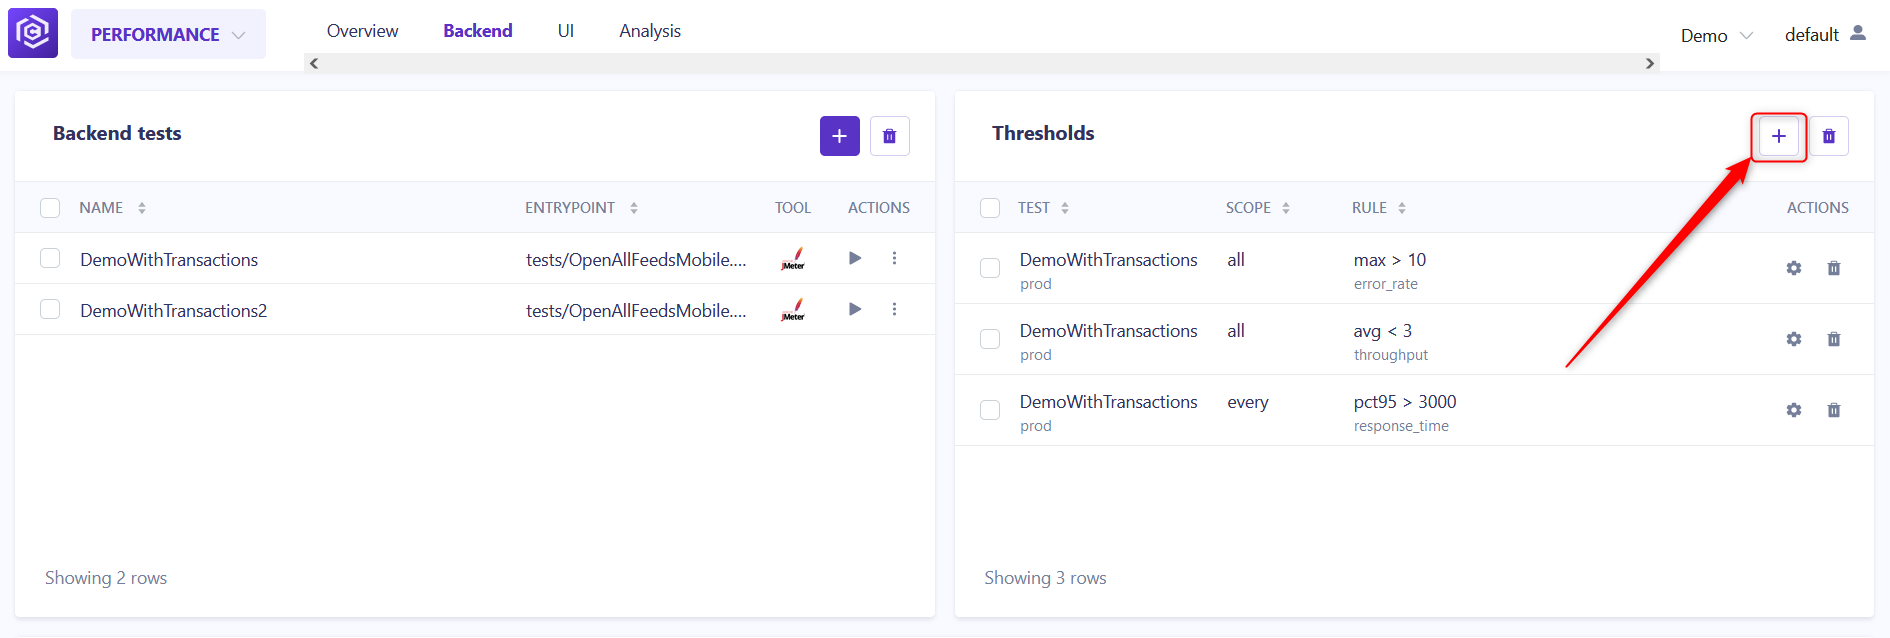 PERFORMANCE
Overview Backend UI Analysis
Demo default
Backend tests
NAME ENTRYPOINT TOOL ACTIONS
DemoWithTransactions tests/OpenAllFeedsMobile.... JMeter
DemoWithTransactions2 tests/OpenAllFeedsMobile.... JMeter
Showing 2 rows
Thresholds
TEST SCOPE RULE ACTIONS
DemoWithTransactions all max > 10
prod error_rate
DemoWithTransactions all avg < 3
prod throughput
DemoWithTransactions every pct95 > 3000
prod response_time
Showing 3 rows